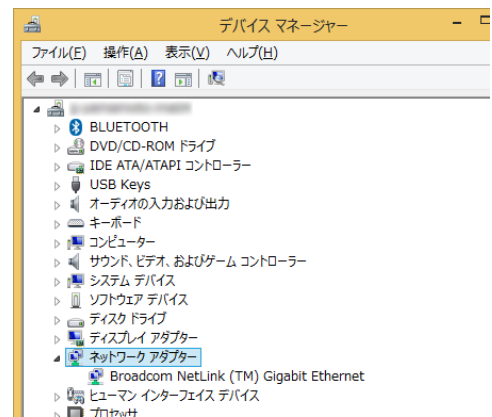 デバイス マネージャー
ファイル(F) 操作(A) 表示(V) ヘルプ(H)
BLUETOOTH
DVD/CD-ROM ドライブ
IDE ATA/ATAPI コントローラー
USB Keys
オーディオの入力および出力
キーボード
コンピューター
サウンド、ビデオ、およびゲーム コントローラー
システム デバイス
ソフトウェア デバイス
ディスク ドライブ
ディスプレイ アダプター
ネットワーク アダプター
Broadcom NetLink (TM) Gigabit Ethernet
ヒューマン インターフェイス デバイス
プロセッサ